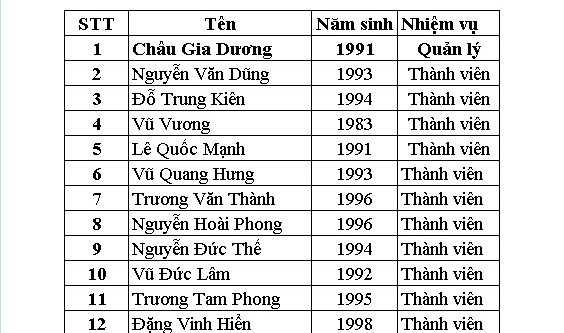 STT Tên Năm sinh Nhiệm vụ
1 Châu Gia Dương 1991 Quản lý
2 Nguyễn Văn Dũng 1993 Thành viên
3 Đỗ Trung Kiên 1994 Thành viên
4 Vũ Vương 1983 Thành viên
5 Lê Quốc Mạnh 1991 Thành viên
6 Vũ Quang Hưng 1993 Thành viên
7 Trương Văn Thành 1996 Thành viên
8 Nguyễn Hoài Phong 1996 Thành viên
9 Nguyễn Đức Thế 1994 Thành viên
10 Vũ Đức Lâm 1992 Thành viên
11 Trương Tam Phong 1995 Thành viên
12 Đặng Vinh Hiển 1998 Thành viên